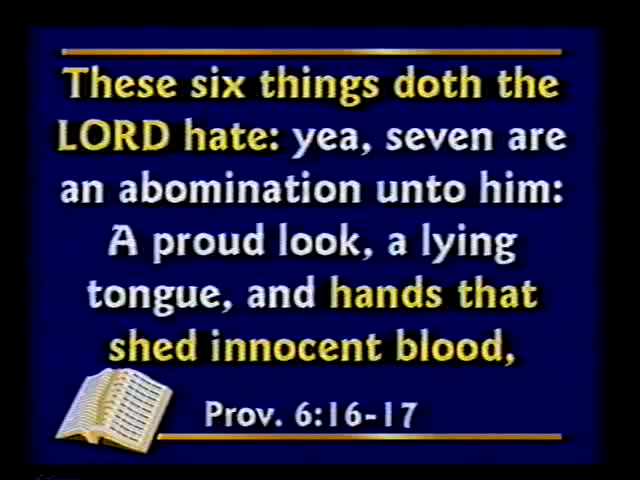 These six things doth the
LORD hate: yea, seven are
an abomination unto him:
A proud look, a lying
tongue, and hands that
shed innocent blood,
Prov. 6:16-17